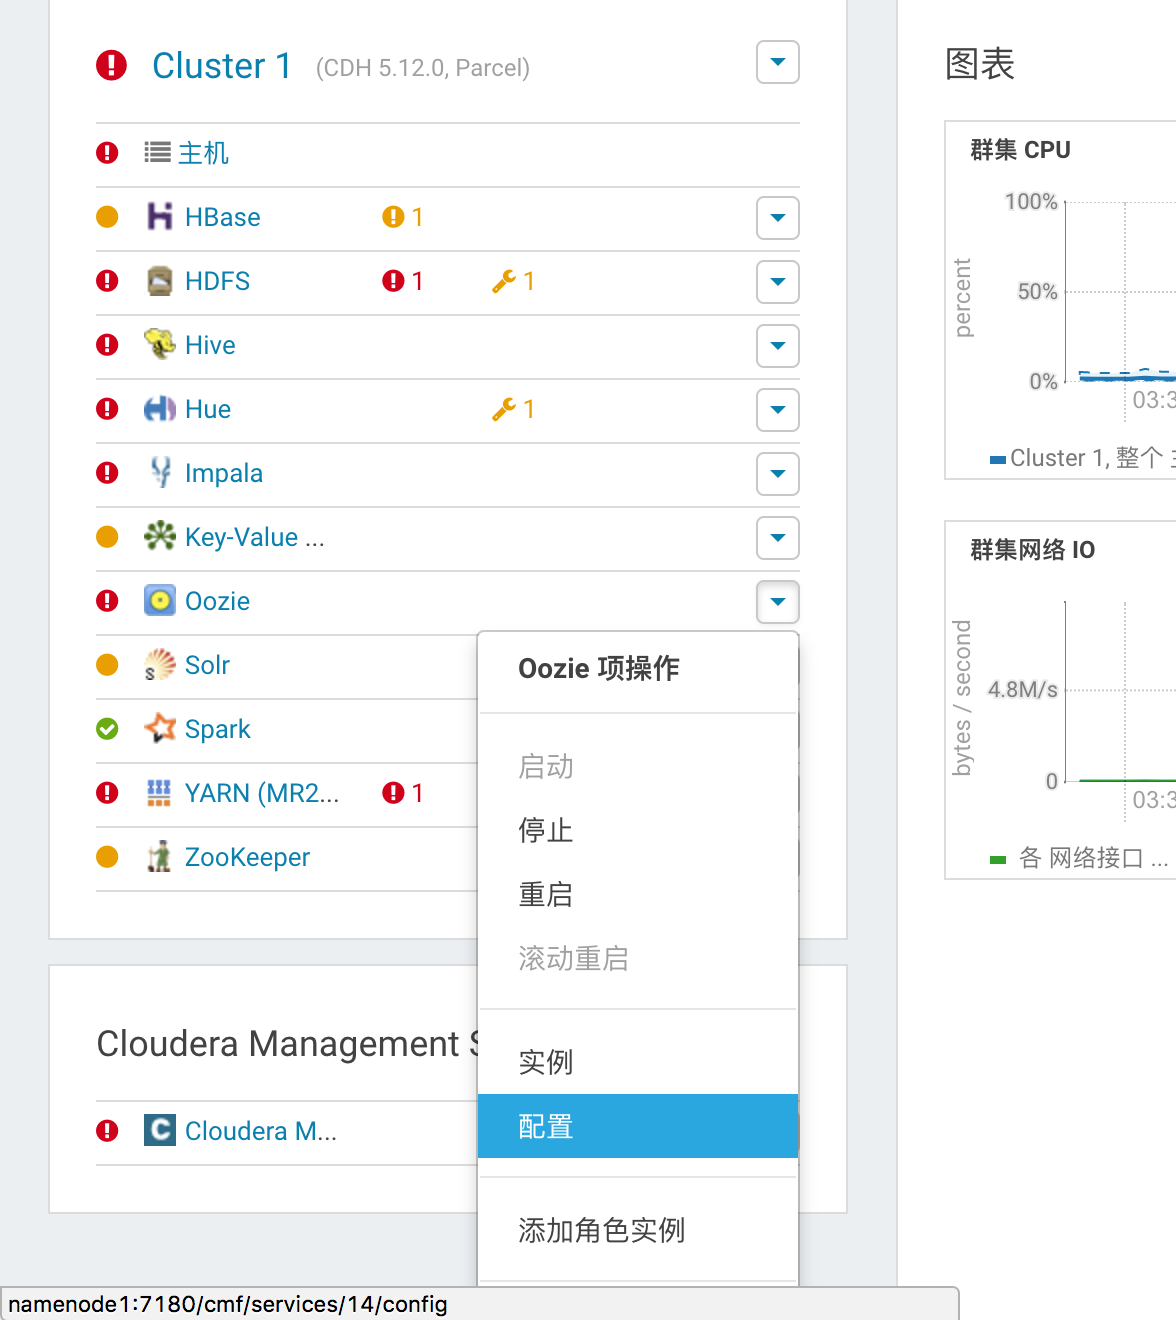 Cluster 1 (CDH 5.12.0, Parcel)
主机
HBase 1
HDFS 1 1
Hive
Hue 1
Impala
Key-Value ...
Oozie
Solr
Spark
YARN (MR2... 1
ZooKeeper
Oozie 项操作
启动
停止
重启
滚动重启
实例
配置
添加角色实例
Cloudera Management
Cloudera M...
图表
群集 CPU
percent
100%
50%
0%
03:3
Cluster 1, 整个
群集网络 IO
bytes / second
4.8M/s
0
03:3
各 网络接口 ...
namenode1:7180/cmf/services/14/config